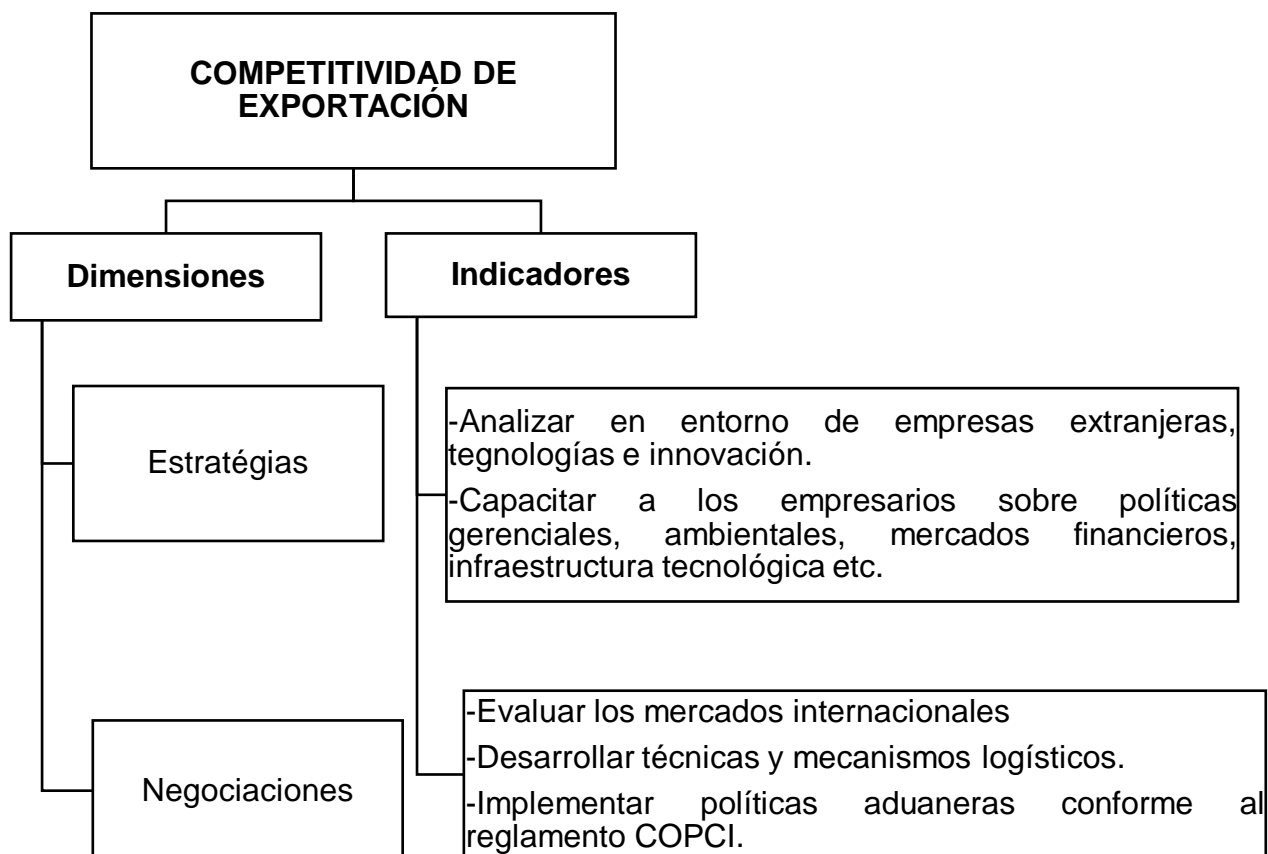 COMPETITIVIDAD DE
EXPORTACIÓN
Dimensiones
Indicadores
Estratégias
-Analizar en entorno de empresas extranjeras,
tegnologías e innovación.
-Capacitar a los empresarios sobre políticas
gerenciales, ambientales, mercados financieros,
infraestructura tecnológica etc.
Negociaciones
-Evaluar los mercados internacionales
-Desarrollar técnicas y mecanismos logísticos.
-Implementar políticas aduaneras conforme al
reglamento COPCI.